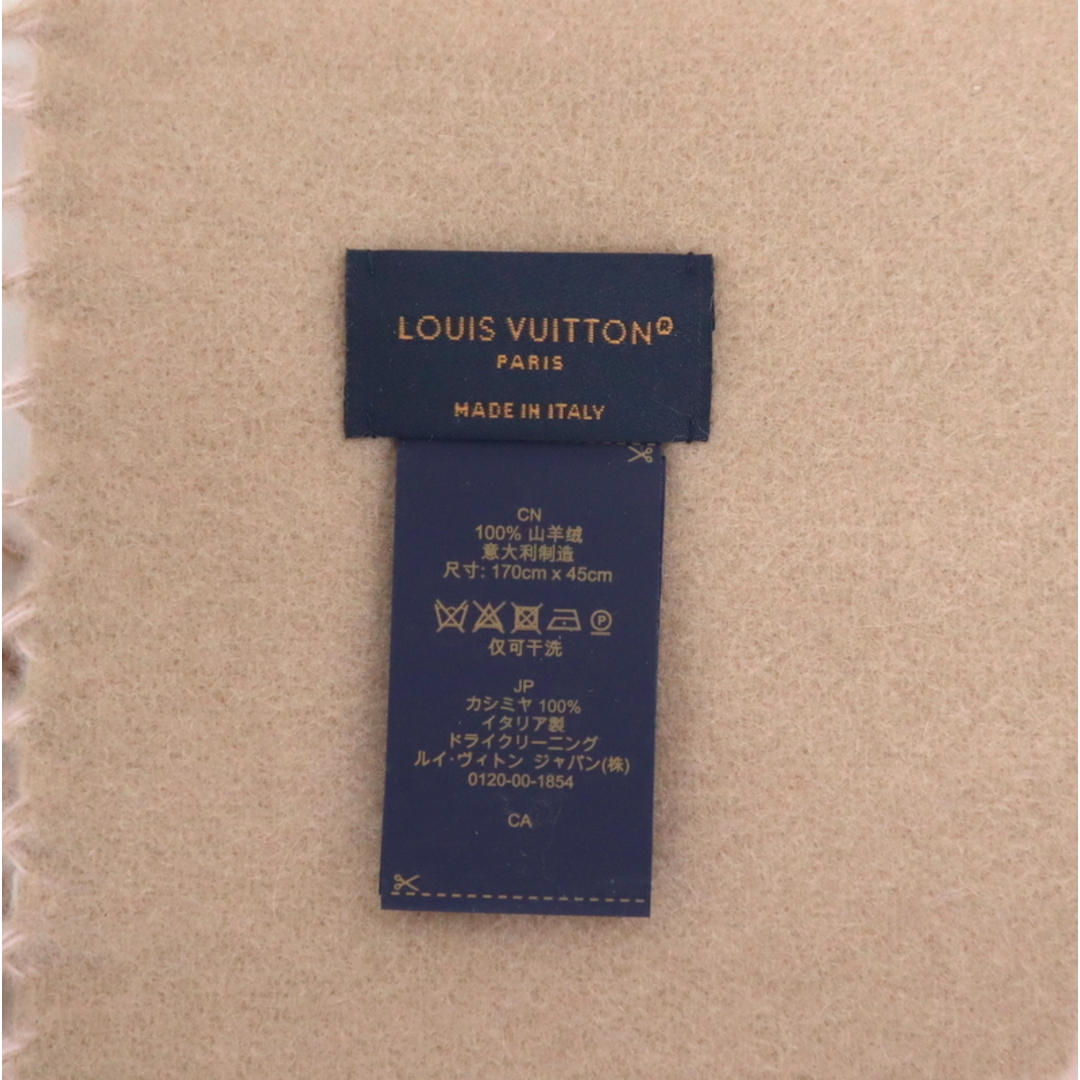 LOUIS VUITTON®
PARIS
MADE IN ITALY
CN
100% 山羊绒
意大利制造
尺寸: 170cm x 45cm
P
仅可干洗
JP
カシミヤ 100%
イタリア製
ドライクリーニング
ルイ・ヴィトン ジャパン(株)
0120-00-1854
CA